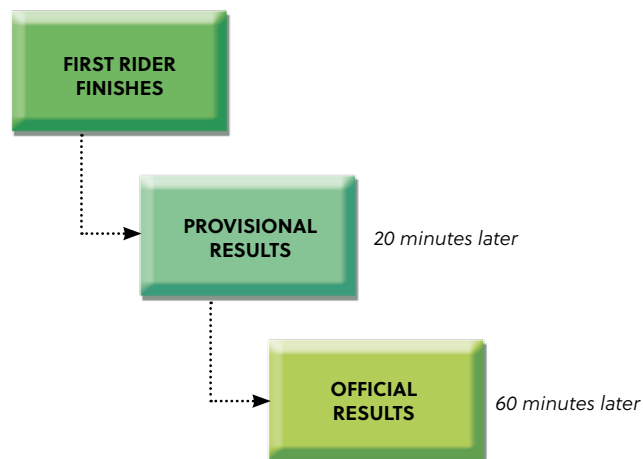 FIRST RIDER
FINISHES
PROVISIONAL
RESULTS
20 minutes later
OFFICIAL
RESULTS
60 minutes later